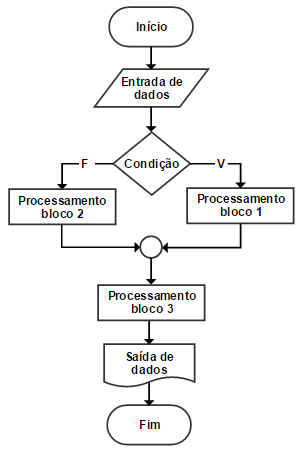 Início
Entrada de
dados
Condição
F
V
Processamento
bloco 2
Processamento
bloco 1
Processamento
bloco 3
Saída de
dados
Fim